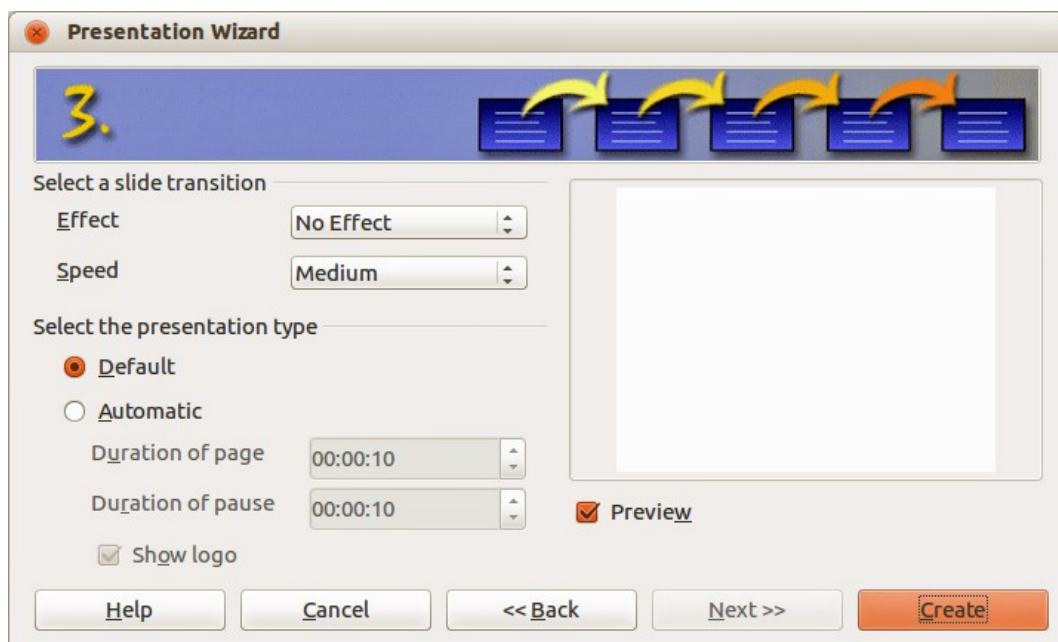 Presentation Wizard
3.
Select a slide transition
Effect
No Effect
Speed
Medium
Select the presentation type
Default
Automatic
Duration of page
00:00:10
Duration of pause
00:00:10
Show logo
Preview
Help
Cancel
<< Back
Next >>
Create